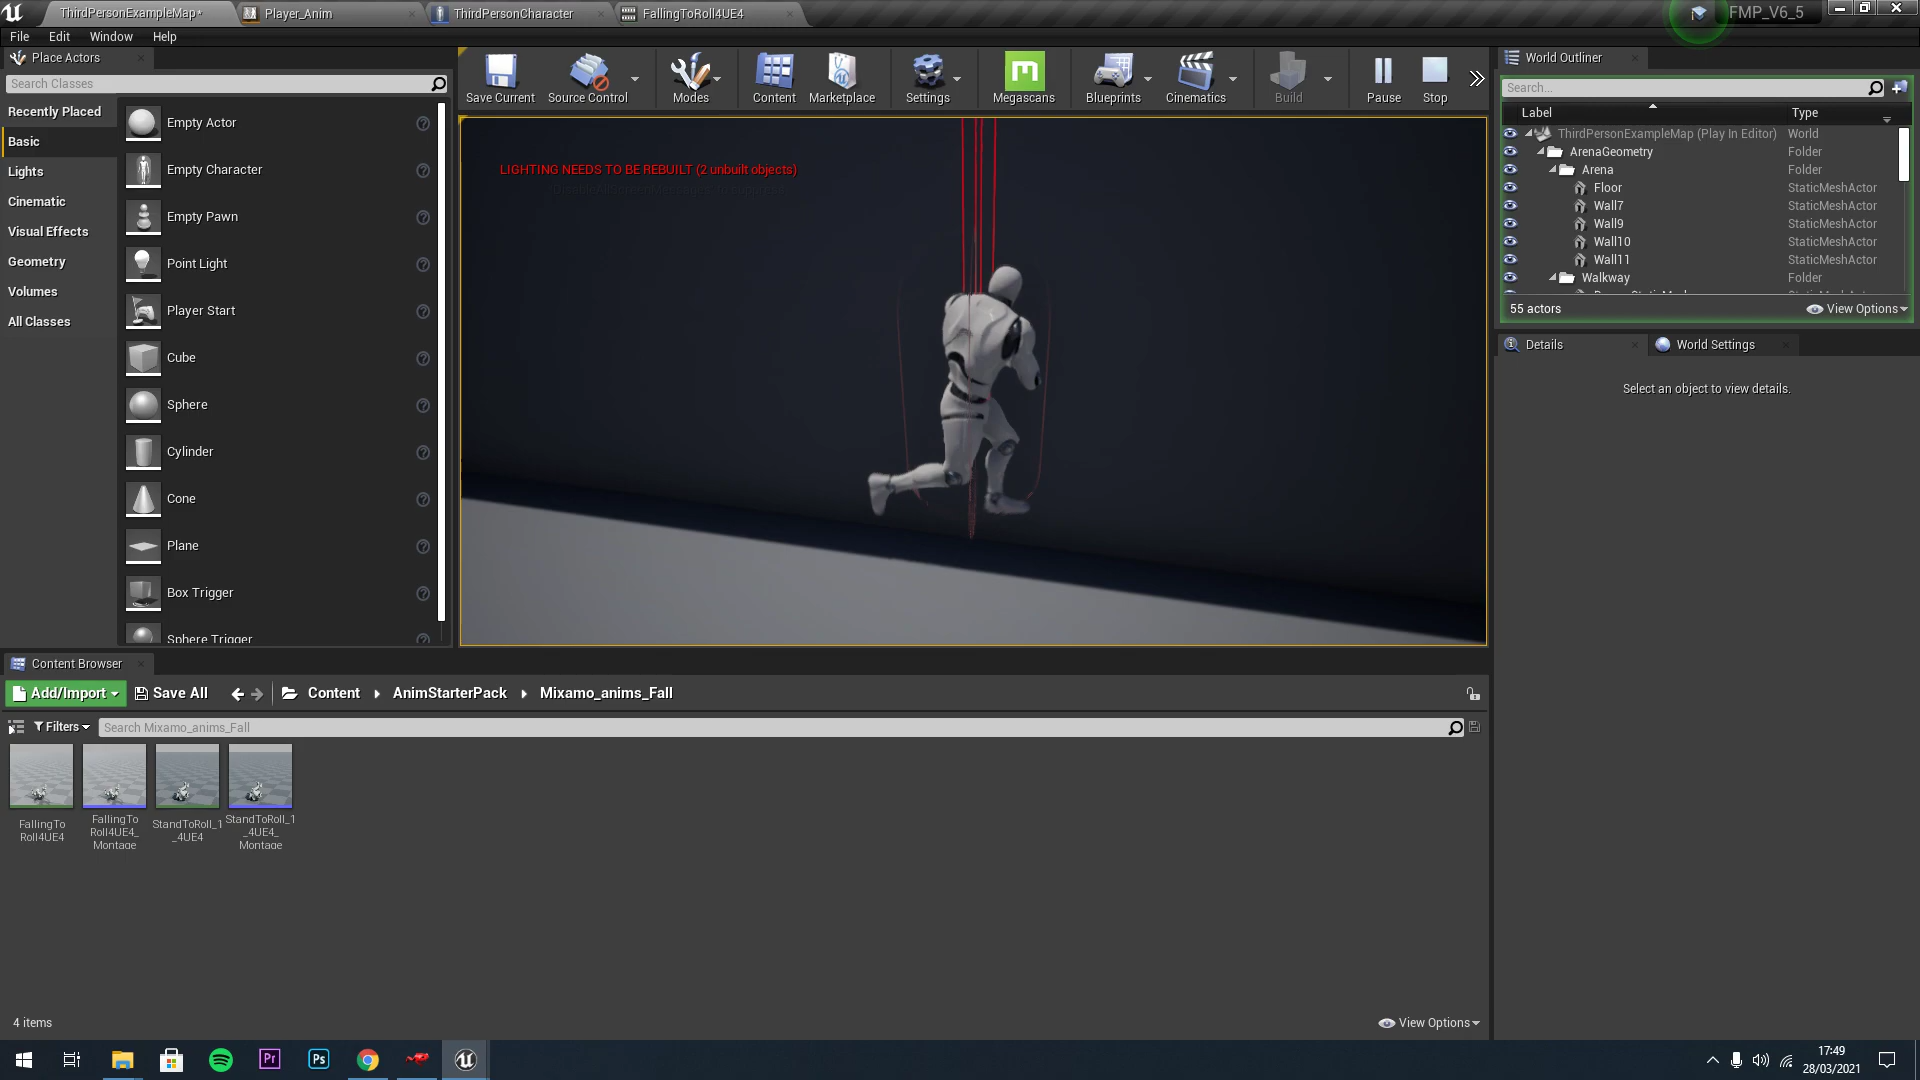 ThirdPersonExampleMap*
Player_Anim
ThirdPersonCharacter
FallingToRoll4UE4
FMP_V6_5
File
Edit
Window
Help
Place Actors
Search Classes
Recently Placed
Basic
Lights
Cinematic
Visual Effects
Geometry
Volumes
All Classes
Empty Actor
Empty Character
Empty Pawn
Point Light
Player Start
Cube
Sphere
Cylinder
Cone
Plane
Box Trigger
Sphere Trigger
Save Current
Source Control
Modes
Content
Marketplace
Settings
Megascans
Blueprints
Cinematics
Build
Pause
Stop
LIGHTING NEEDS TO BE REBUILT (2 unbuilt objects)
World Outliner
Search...
Label
Type
ThirdPersonExampleMap (Play In Editor) World
ArenaGeometry Folder
Arena Folder
Floor StaticMeshActor
Wall7 StaticMeshActor
Wall9 StaticMeshActor
Wall10 StaticMeshActor
Wall11 StaticMeshActor
Walkway Folder
55 actors
View Options
Details
World Settings
Select an object to view details.
Content Browser
Add/Import
Save All
Content
AnimStarterPack
Mixamo_anims_Fall
Filters
Search Mixamo_anims_Fall
FallingTo
Roll4UE4
FallingTo
Roll4UE4_
Montage
StandToRoll_1
_4UE4
StandToRoll_1
_4UE4_
Montage
4 items
View Options
Pr
Ps
17:49
28/03/2021